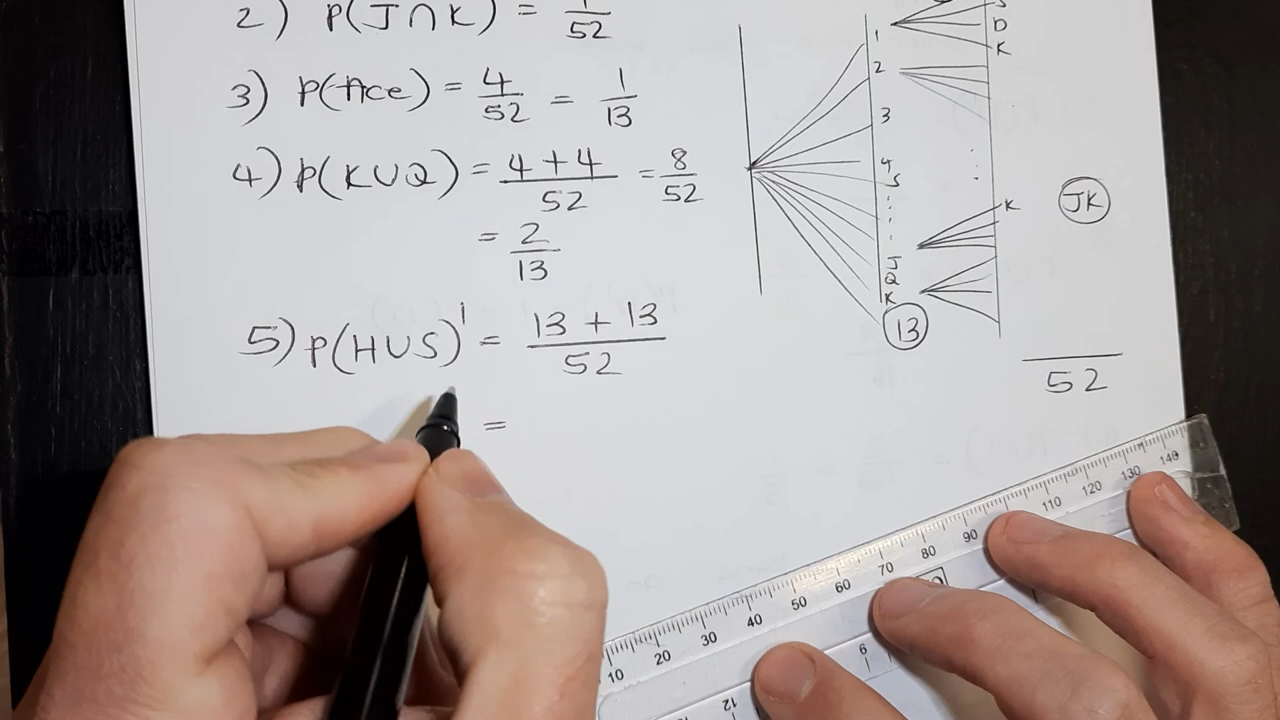 2) P(J∩K) = 1/52
3) P(Ace) = 4/52 = 1/13
4) P(K∪Q) = 4+4/52 = 8/52
= 2/13
5) P(H∪S)' = 13 + 13/52
=
1
2
3
4
5
J
Q
K
13
D
K
K
JK
52
10 20 30 40 50 60 70 80 90 110 120 130 140
9
12